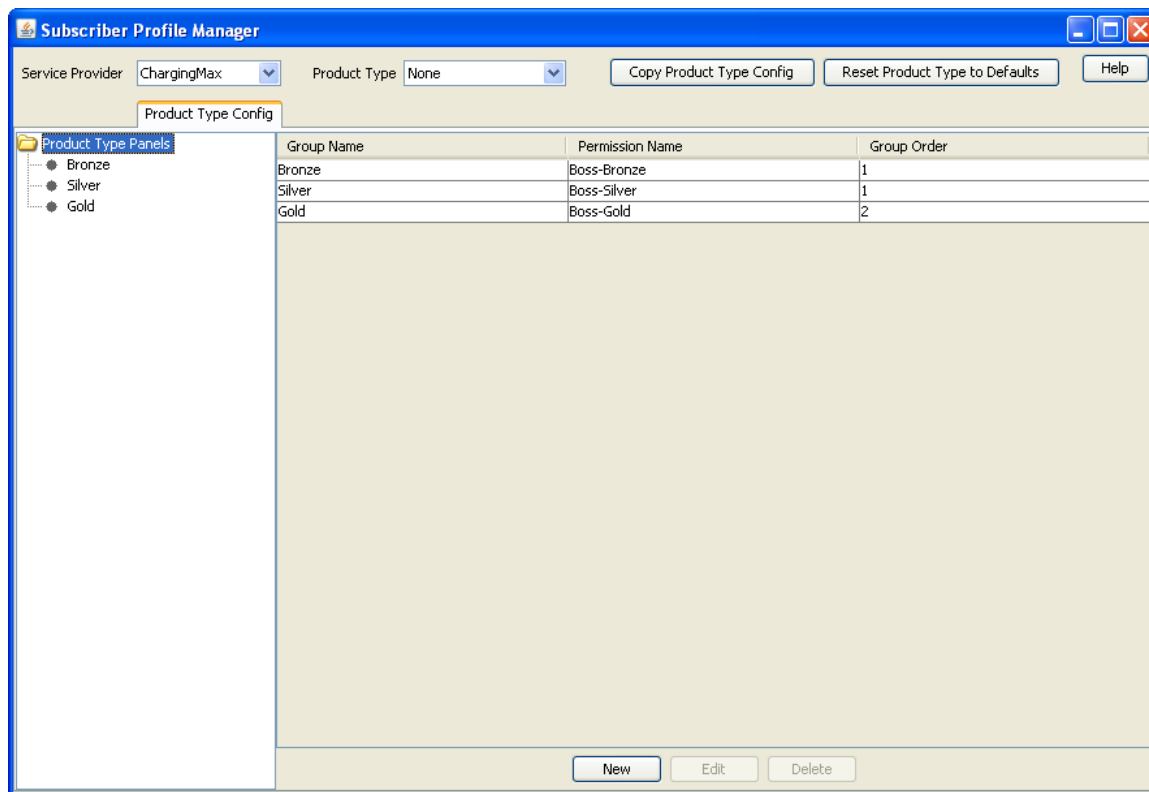 Subscriber Profile Manager
Service Provider ChargingMax Product Type None Copy Product Type Config Reset Product Type to Defaults Help
Product Type Config
Product Type Panels
Bronze
Silver
Gold
Group Name Permission Name Group Order
Bronze Boss-Bronze 1
Silver Boss-Silver 1
Gold Boss-Gold 2
New Edit Delete